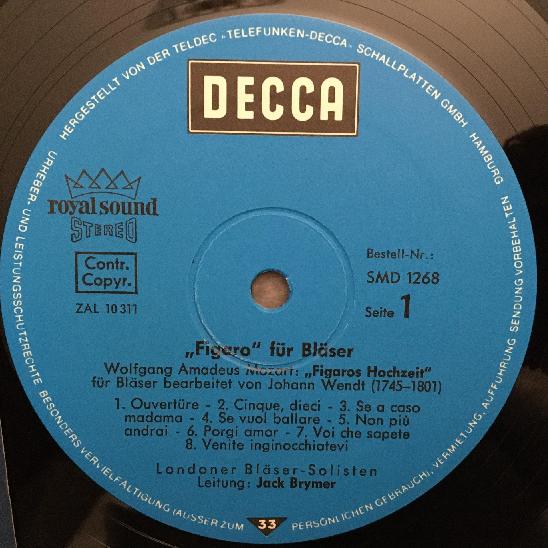 HERGESTELLT VON DER TELDEC »TELEFUNKEN-DECCA« SCHALLPLATTEN GMBH HAMBURG
URHEBER- UND LEISTUNGSSCHUTZRECHTE BESONDERS VERVIELFÄLTIGUNG (AUSSER ZUM PERSÖNLICHEN GEBRAUCH), VERMIETUNG, AUFFÜHRUNG, SENDUNG VORBEHALTEN
DECCA
royal sound
STEREO
Contr.
Copyr.
ZAL 10 311
Bestell-Nr.:
SMD 1268
Seite 1
„Figaro“ für Bläser
Wolfgang Amadeus Mozart: „Figaros Hochzeit“
für Bläser bearbeitet von Johann Wendt (1745–1801)
1. Ouvertüre - 2. Cinque, dieci - 3. Se a caso
madama - 4. Se vuol ballare - 5. Non più
andrai - 6. Porgi amor - 7. Voi che sapete
8. Venite inginocchiatevi
Londoner Bläser-Solisten
Leitung: Jack Brymer
33